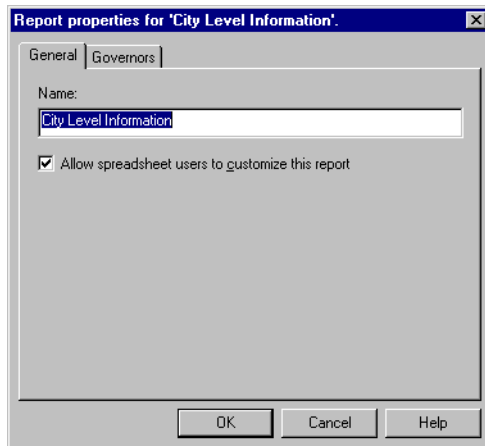 Report properties for 'City Level Information'.
General Governors
Name:
City Level Information
Allow spreadsheet users to customize this report
OK Cancel Help